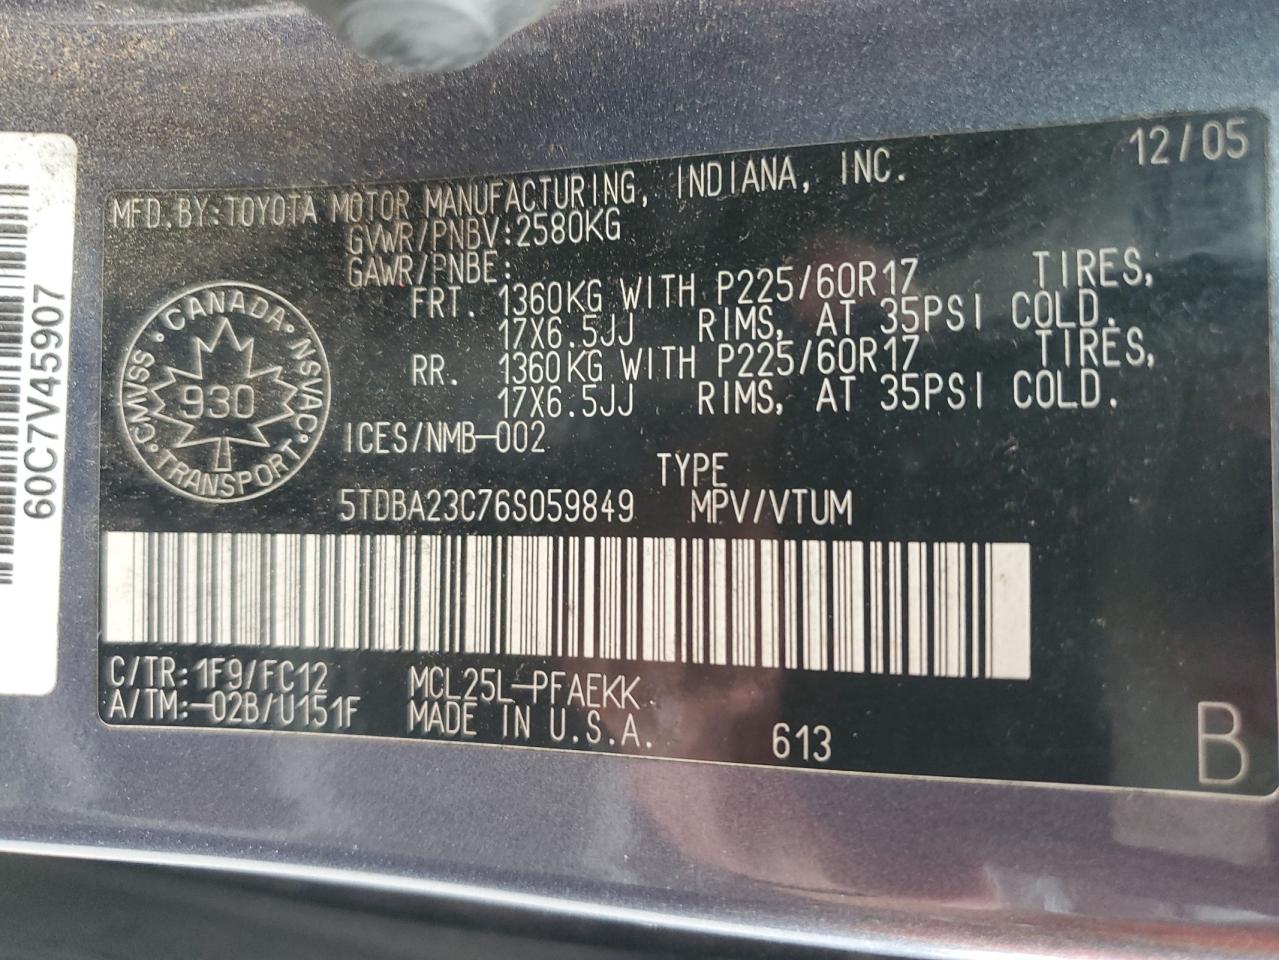 12/05
MFD.BY:TOYOTA MOTOR MANUFACTURING, INDIANA, INC.
GVWR/PNBV:2580KG
GAWR/PNBE:
FRT. 1360KG WITH P225/60R17 TIRES,
17X6.5JJ RIMS, AT 35PSI COLD.
RR. 1360KG WITH P225/60R17 TIRES,
17X6.5JJ RIMS, AT 35PSI COLD.
ICES/NMB-002
CANADA
CMVSS · NSVAC
930
TRANSPORT
TYPE
5TDBA23C76S059849 MPV/VTUM
C/TR:1F9/FC12 MCL25L-PFAEKK
A/TM:-02B/U151F MADE IN U.S.A.
613
B
60C7V45907